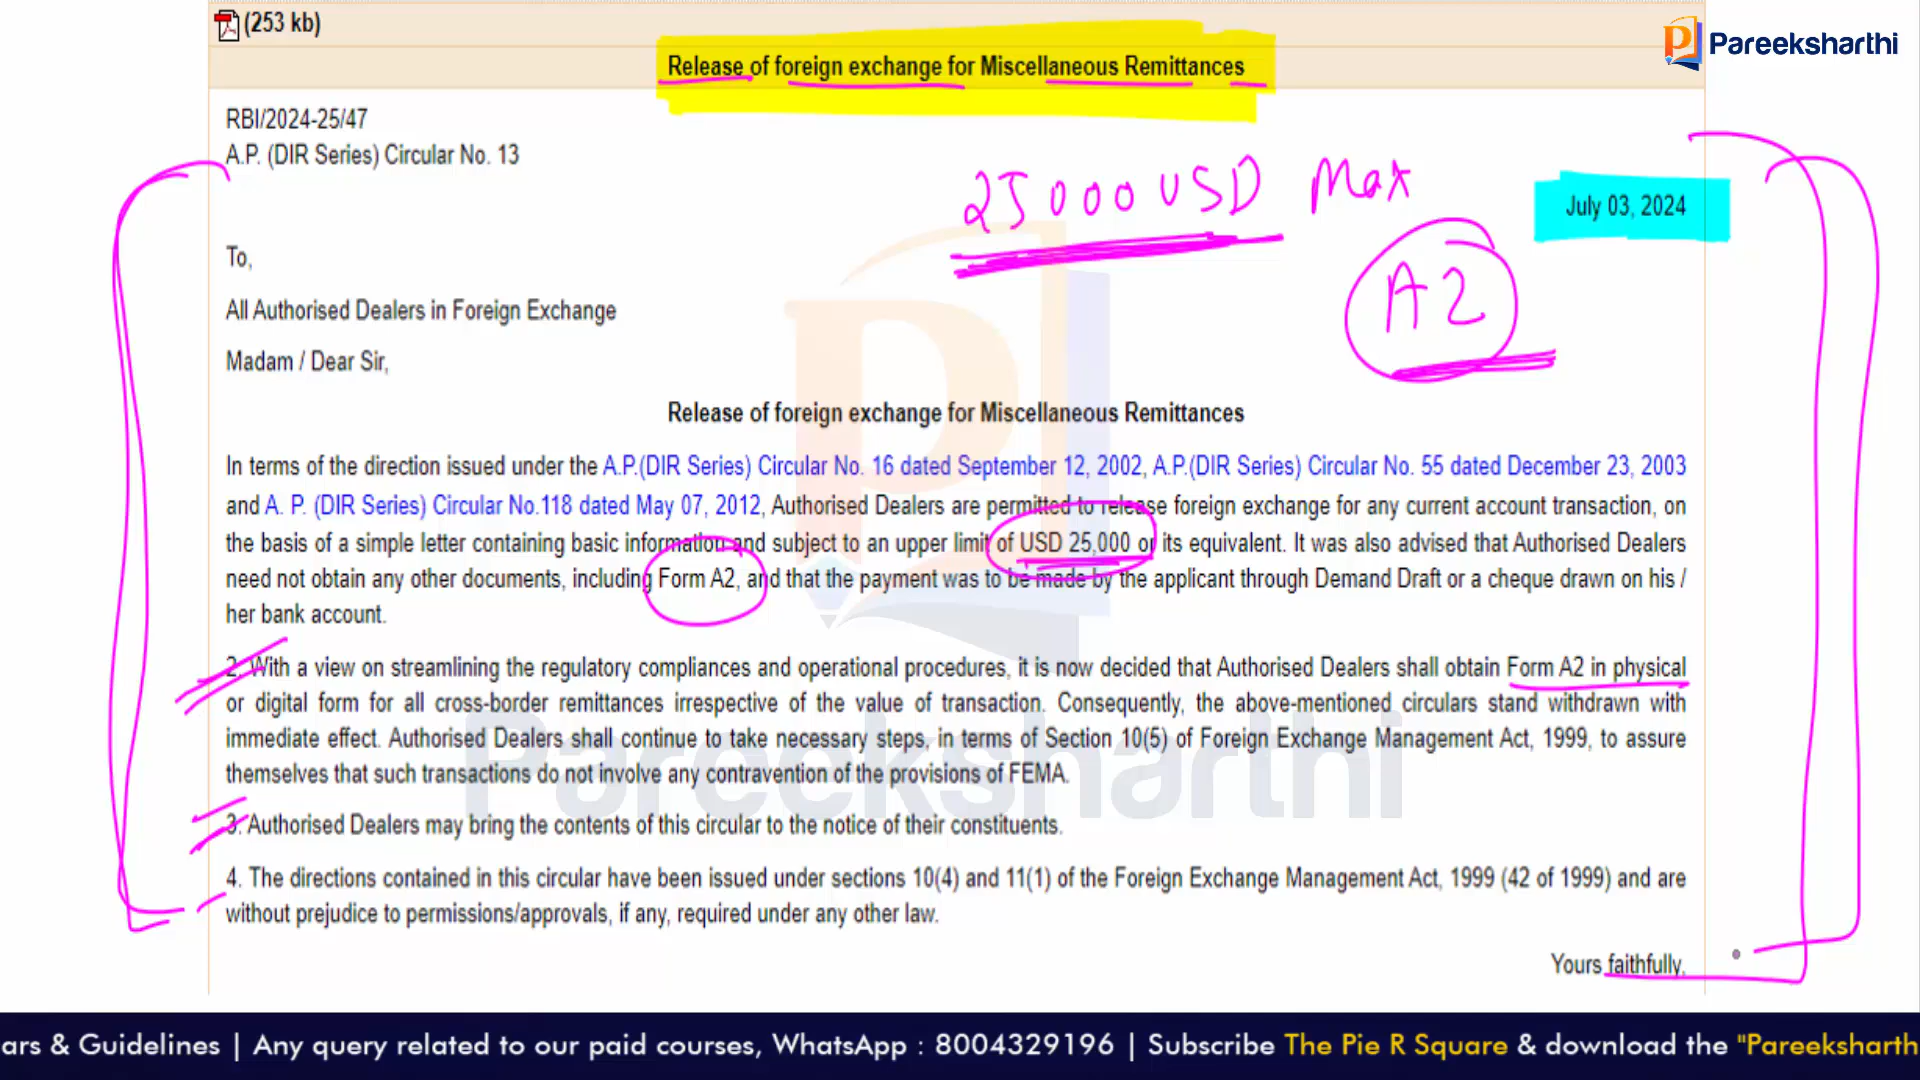 (253 kb)
Pareeksharthi
Release of foreign exchange for Miscellaneous Remittances
RBI/2024-25/47
A.P. (DIR Series) Circular No. 13
25000 USD Max
July 03, 2024
A2
To,
All Authorised Dealers in Foreign Exchange
Madam / Dear Sir,
Release of foreign exchange for Miscellaneous Remittances
In terms of the direction issued under the A.P.(DIR Series) Circular No. 16 dated September 12, 2002, A.P.(DIR Series) Circular No. 55 dated December 23, 2003
and A. P. (DIR Series) Circular No.118 dated May 07, 2012, Authorised Dealers are permitted to release foreign exchange for any current account transaction, on
the basis of a simple letter containing basic information and subject to an upper limit of USD 25,000 or its equivalent. It was also advised that Authorised Dealers
need not obtain any other documents, including Form A2, and that the payment was to be made by the applicant through Demand Draft or a cheque drawn on his /
her bank account.
2. With a view on streamlining the regulatory compliances and operational procedures, it is now decided that Authorised Dealers shall obtain Form A2 in physical
or digital form for all cross-border remittances irrespective of the value of transaction. Consequently, the above-mentioned circulars stand withdrawn with
immediate effect. Authorised Dealers shall continue to take necessary steps, in terms of Section 10(5) of Foreign Exchange Management Act, 1999, to assure
themselves that such transactions do not involve any contravention of the provisions of FEMA.
Pareeksharthi
3. Authorised Dealers may bring the contents of this circular to the notice of their constituents.
4. The directions contained in this circular have been issued under sections 10(4) and 11(1) of the Foreign Exchange Management Act, 1999 (42 of 1999) and are
without prejudice to permissions/approvals, if any, required under any other law.
Yours faithfully,
ars & Guidelines | Any query related to our paid courses, WhatsApp : 8004329196 | Subscribe The Pie R Square & download the "Pareeksharth